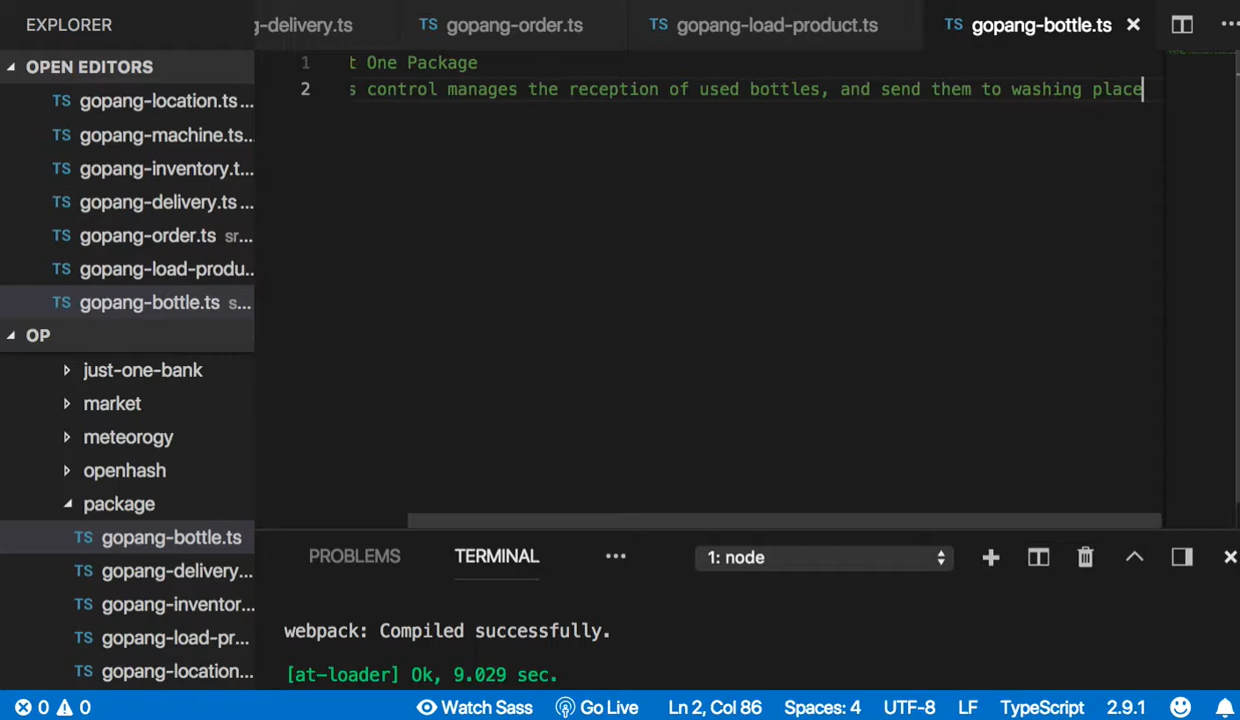 EXPLORER
-delivery.ts
TS gopang-order.ts
TS gopang-load-product.ts
TS gopang-bottle.ts
OPEN EDITORS
TS gopang-location.ts ...
TS gopang-machine.ts...
TS gopang-inventory.t...
TS gopang-delivery.ts ...
TS gopang-order.ts sr...
TS gopang-load-produ...
TS gopang-bottle.ts s...
OP
just-one-bank
market
meteorogy
openhash
package
TS gopang-bottle.ts
TS gopang-delivery...
TS gopang-inventor...
TS gopang-load-pr...
TS gopang-location...
1 t One Package
2 s control manages the reception of used bottles, and send them to washing place
PROBLEMS TERMINAL ... 1: node
webpack: Compiled successfully.
[at-loader] Ok, 9.029 sec.
0 0 Watch Sass Go Live Ln 2, Col 86 Spaces: 4 UTF-8 LF TypeScript 2.9.1